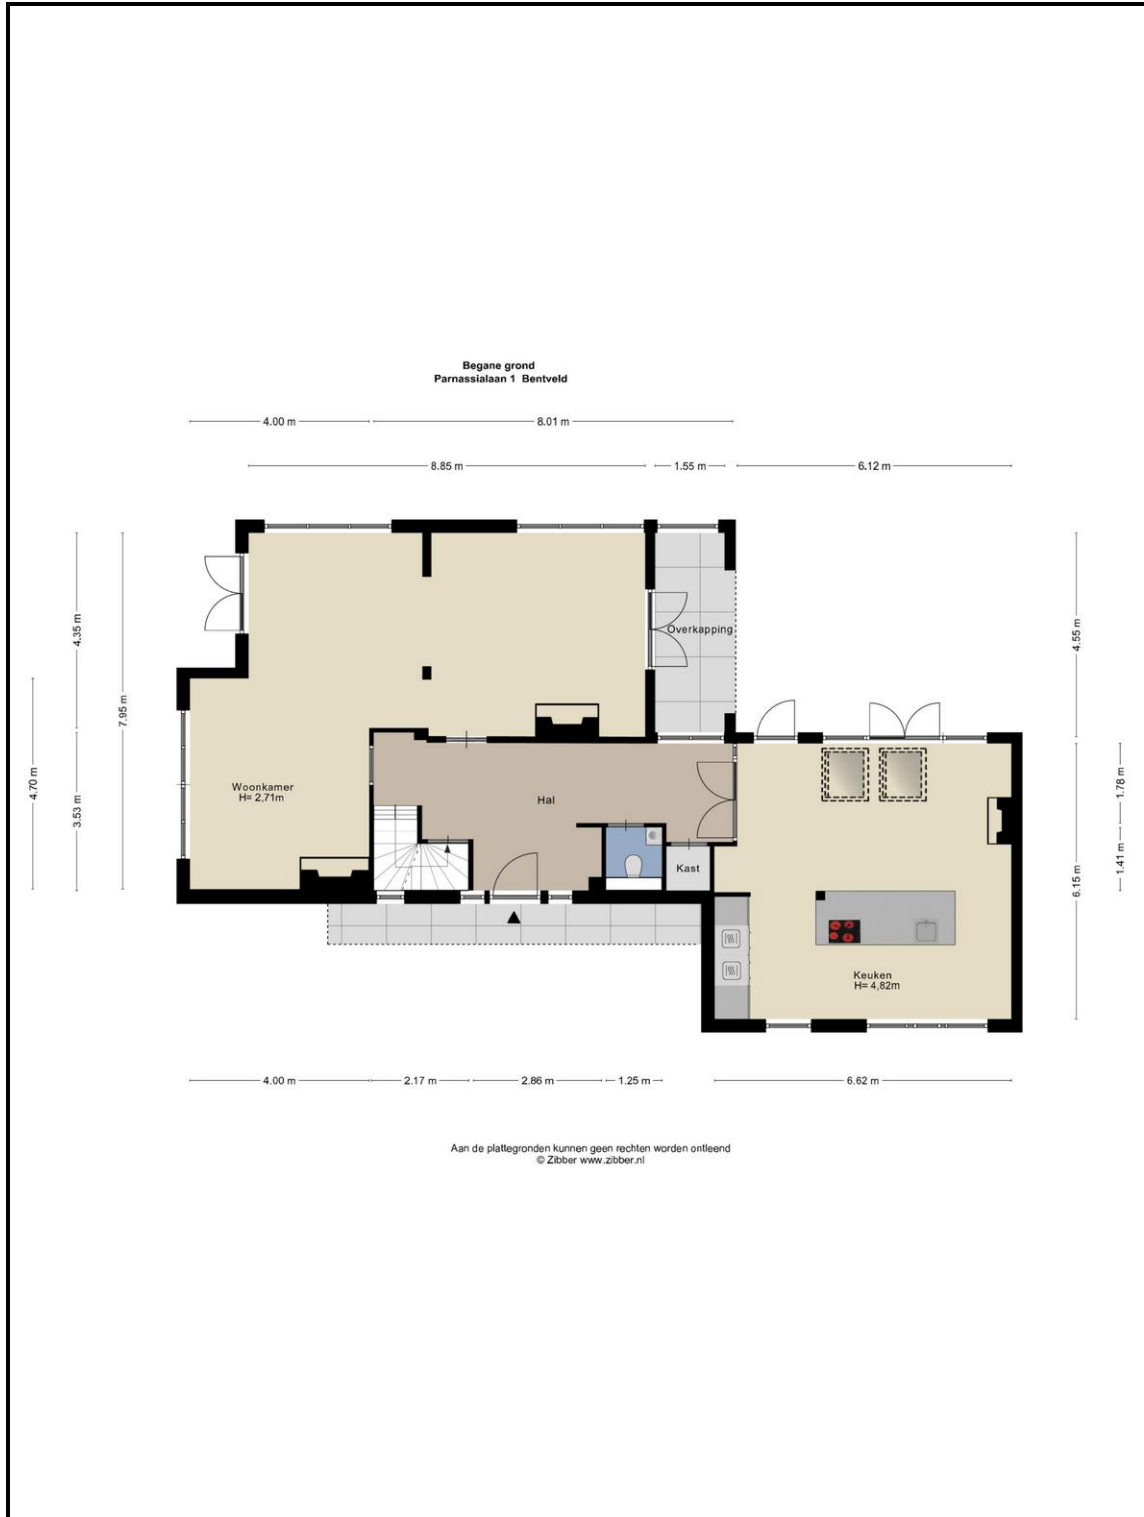 Begane grond
Parnassialaan 1 Bentveld
4.00 m
8.01 m
8.85 m
1.55 m
6.12 m
4.35 m
7.95 m
4.70 m
3.53 m
4.55 m
1.78 m
1.41 m
6.15 m
Overkapping
Woonkamer
H= 2,71m
Hal
Kast
Keuken
H= 4,82m
4.00 m
2.17 m
2.86 m
1.25 m
6.62 m
Aan de plattegronden kunnen geen rechten worden ontleend
© Zibber www.zibber.nl